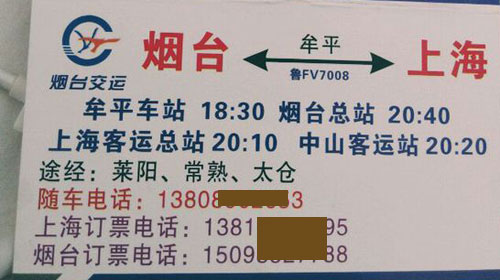 烟台 牟平 上海
鲁FV7008
烟台交运
牟平车站 18:30 烟台总站 20:40
上海客运总站 20:10 中山客运站 20:20
途经：莱阳、常熟、太仓
随车电话：
上海订票电话：
烟台订票电话：